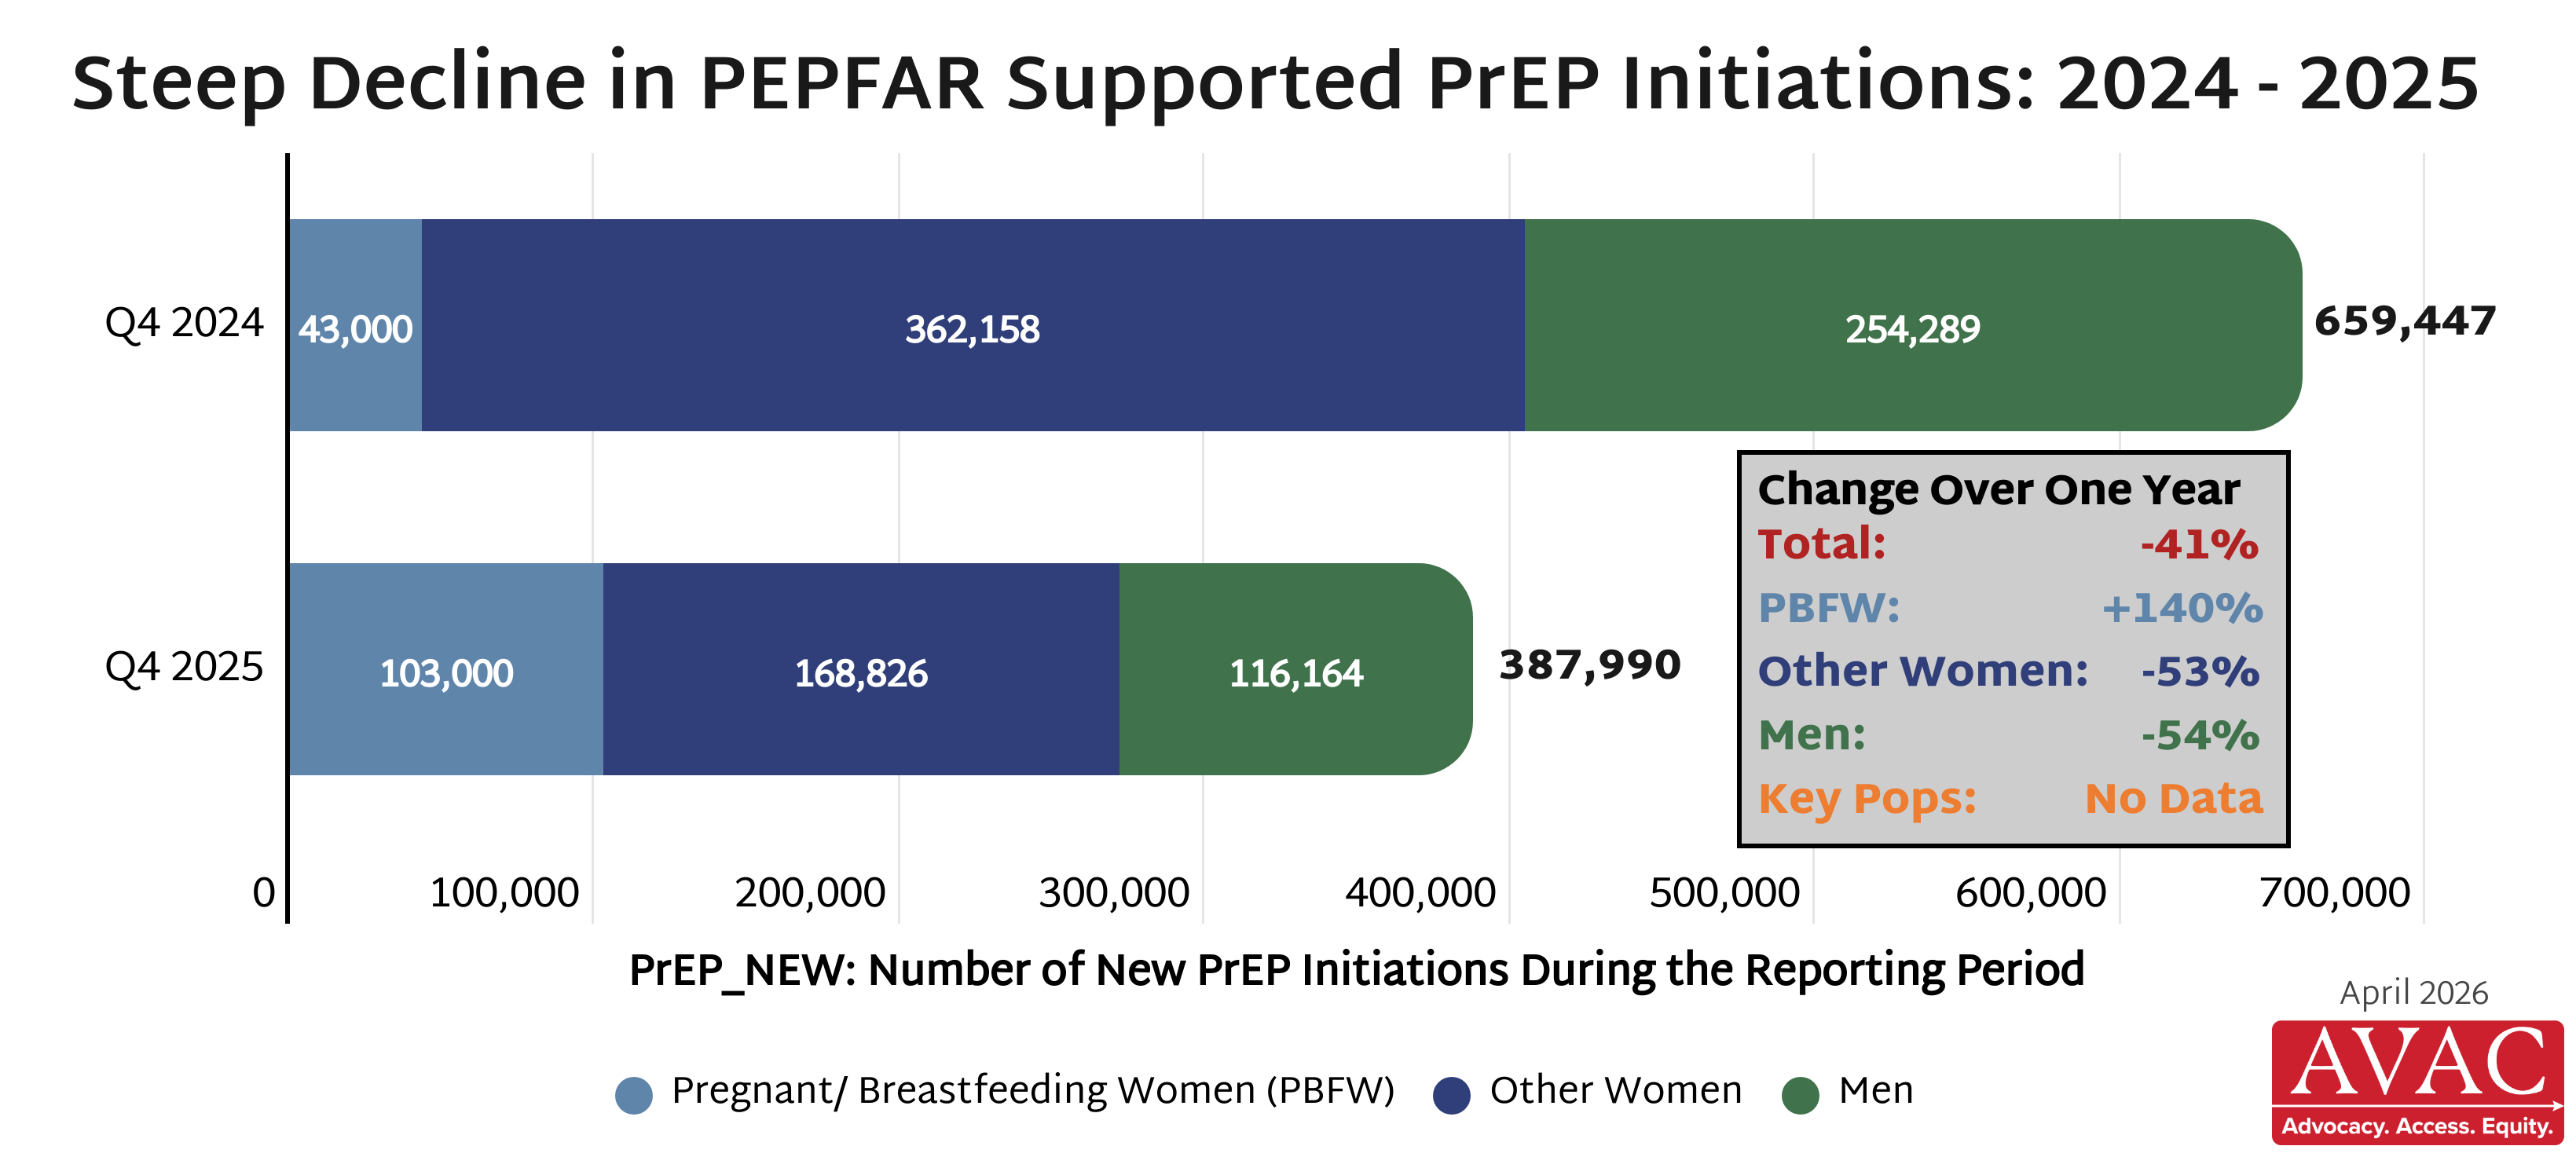 Steep Decline in PEPFAR Supported PrEP Initiations: 2024 - 2025
Q4 2024
43,000
362,158
254,289
659,447
Change Over One Year
Total: -41%
PBFW: +140%
Other Women: -53%
Men: -54%
Key Pops: No Data
Q4 2025
103,000
168,826
116,164
387,990
0 100,000 200,000 300,000 400,000 500,000 600,000 700,000
PrEP_NEW: Number of New PrEP Initiations During the Reporting Period
Pregnant/ Breastfeeding Women (PBFW) Other Women Men
April 2026
AVAC
Advocacy. Access. Equity.